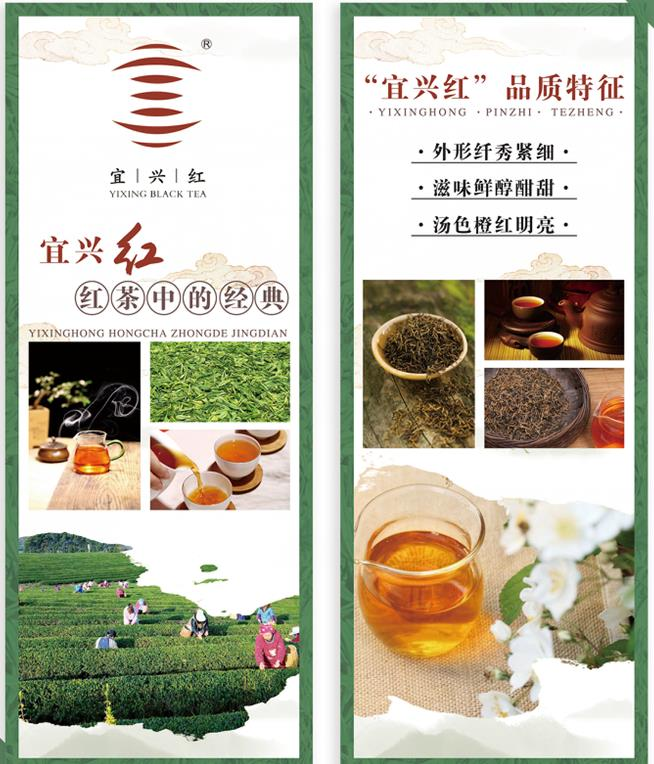 ®
宜|兴|红
YIXING BLACK TEA
宜兴红
红茶中的经典
YIXINGHONG HONGCHA ZHONGDE JINGDIAN
“宜兴红”品质特征
·YIXINGHONG ·PINZHI· TEZHENG·
·外形纤秀紧细·
·滋味鲜醇甜甜·
·汤色橙红明亮·